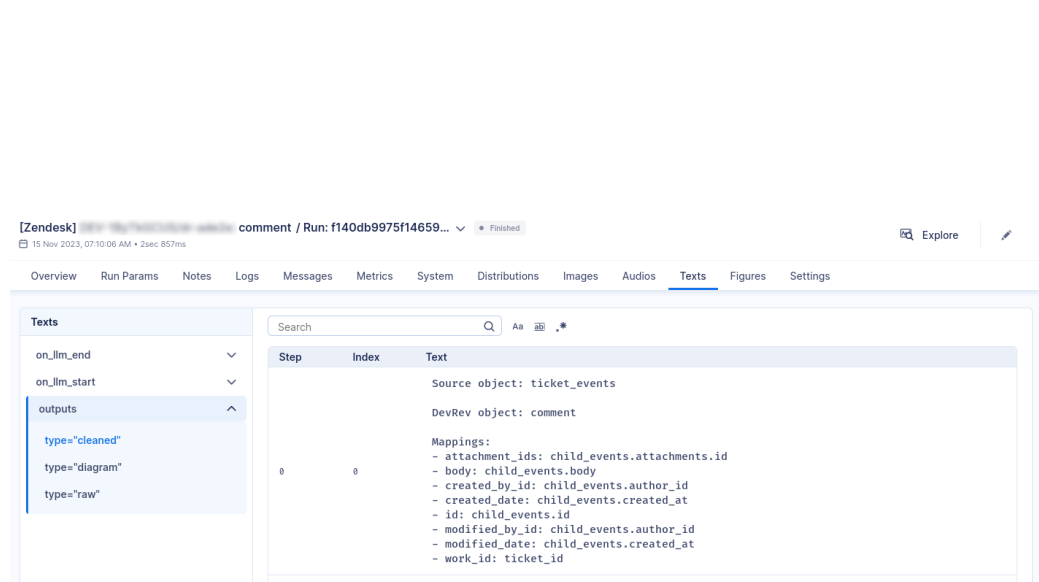 [Zendesk] comment / Run: f140db9975f14659... Finished
15 Nov 2023, 07:10:06 AM • 2sec 857ms
Explore
Overview Run Params Notes Logs Messages Metrics System Distributions Images Audios Texts Figures Settings
Texts
on_llm_end
on_llm_start
outputs
type="cleaned"
type="diagram"
type="raw"
Search Aa ab .*
Step Index Text
0 0
Source object: ticket_events
DevRev object: comment
Mappings:
- attachment_ids: child_events.attachments.id
- body: child_events.body
- created_by_id: child_events.author_id
- created_date: child_events.created_at
- id: child_events.id
- modified_by_id: child_events.author_id
- modified_date: child_events.created_at
- work_id: ticket_id